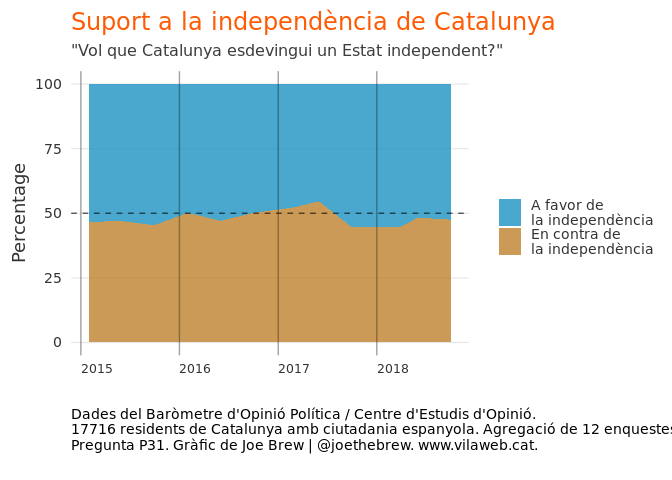 Suport a la independència de Catalunya
"Vol que Catalunya esdevingui un Estat independent?"
100
75
50
25
0
Percentage
2015 2016 2017 2018
A favor de
la independència
En contra de
la independència
Dades del Baròmetre d'Opinió Política / Centre d'Estudis d'Opinió.
17716 residents de Catalunya amb ciutadania espanyola. Agregació de 12 enquestes
Pregunta P31. Gràfic de Joe Brew | @joethebrew. www.vilaweb.cat.